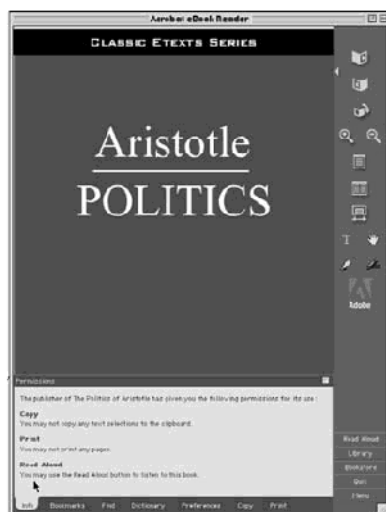 Acrobat eBook Reader
CLASSIC ETEXTS SERIES
Aristotle
POLITICS
T
Adobe
Permissions
The publisher of The Politics of Aristotle has given you the following permissions for its use:
Copy
You may not copy any text selections to the clipboard.
Print
You may not print any pages.
Read Aloud
You may use the Read Aloud button to listen to this book.
Read Aloud
Library
Bookstore
Quit
Menu
Info Bookmarks Find Dictionary Preferences Copy Print